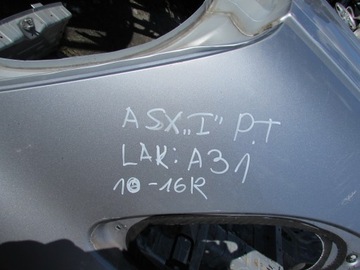 ASX „I" P.T
LAK: A31
10-16R